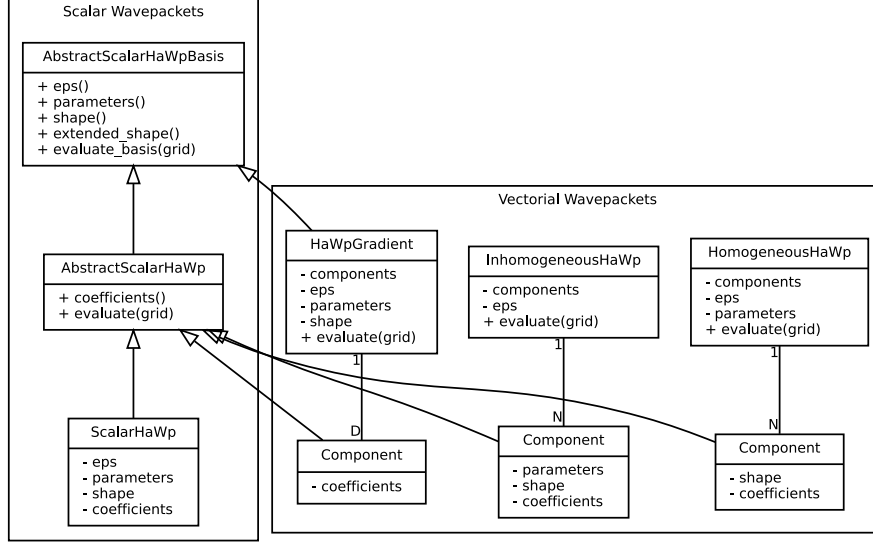 Scalar Wavepackets
AbstractScalarHaWpBasis
+ eps()
+ parameters()
+ shape()
+ extended_shape()
+ evaluate_basis(grid)
AbstractScalarHaWp
+ coefficients()
+ evaluate(grid)
ScalarHaWp
- eps
- parameters
- shape
- coefficients
Vectorial Wavepackets
HaWpGradient
- components
- eps
- parameters
- shape
+ evaluate(grid)
1
D
Component
- coefficients
InhomogeneousHaWp
- components
- eps
+ evaluate(grid)
1
N
Component
- parameters
- shape
- coefficients
HomogeneousHaWp
- components
- eps
- parameters
+ evaluate(grid)
1
N
Component
- shape
- coefficients